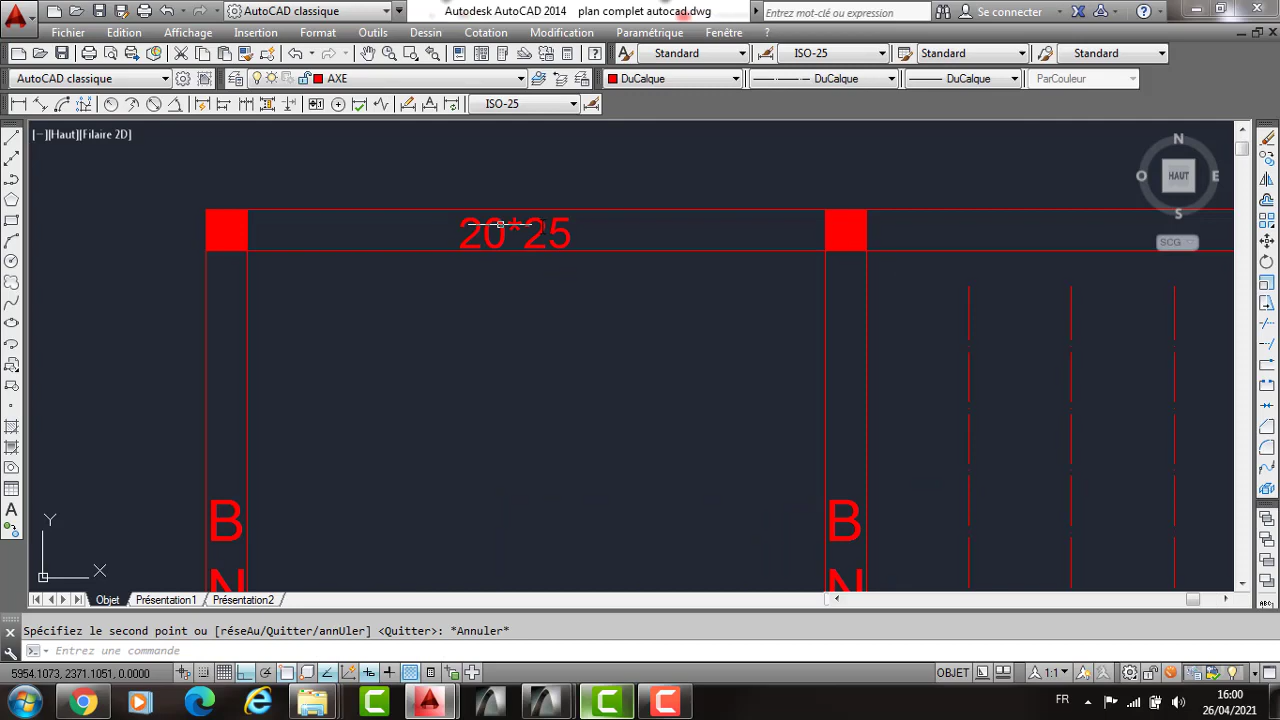 AutoCAD classique
Autodesk AutoCAD 2014 plan complet autocad.dwg
Entrez mot-clé ou expression
Se connecter
Fichier Edition Affichage Insertion Format Outils Dessin Cotation Modification Paramétrique Fenêtre ?
Standard ISO-25 Standard Standard
AutoCAD classique AXE DuCalque DuCalque DuCalque ParCouleur
ISO-25
[−][Haut][Filaire 2D]
N
O HAUT E
S
SCG
20*25
B B
N N
Y
X
Objet Présentation1 Présentation2
Spécifiez le second point ou [réseAu/Quitter/annUler] <Quitter>: *Annuler*
Entrez une commande
5954.1073, 2371.1051, 0.0000
OBJET 1:1
FR 16:00
26/04/2021